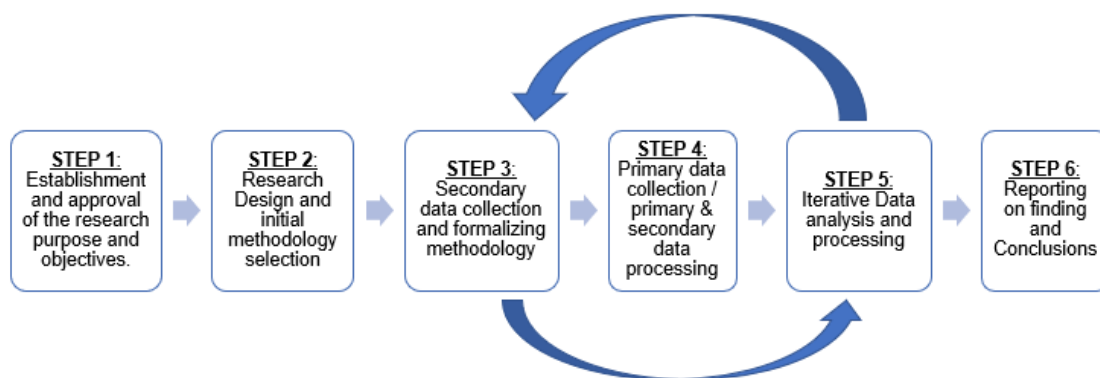 STEP 1:
Establishment
and approval
of the research
purpose and
objectives.
STEP 2:
Research
Design and
initial
methodology
selection
STEP 3:
Secondary
data collection
and formalizing
methodology
STEP 4:
Primary data
collection /
primary &
secondary
data
processing
STEP 5:
Iterative Data
analysis and
processing
STEP 6:
Reporting
on finding
and
Conclusions